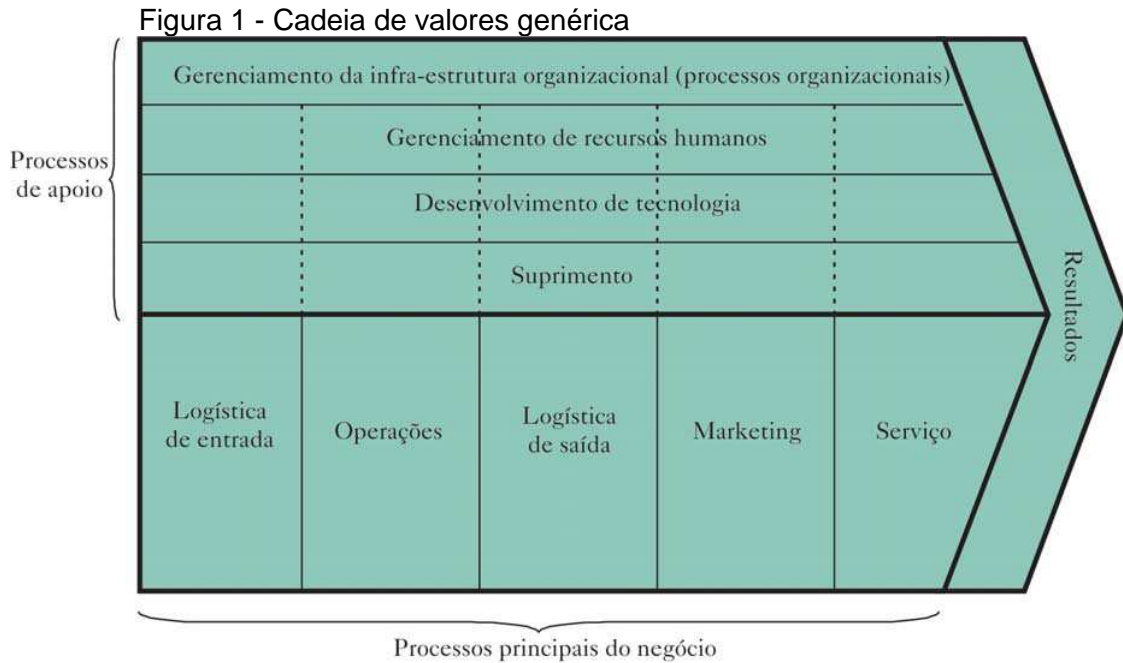 Figura 1 - Cadeia de valores genérica
Gerenciamento da infra-estrutura organizacional (processos organizacionais)
Gerenciamento de recursos humanos
Processos
de apoio
Desenvolvimento de tecnologia
Suprimento
Resultados
Logística
de entrada
Operações
Logística
de saída
Marketing
Serviço
Processos principais do negócio